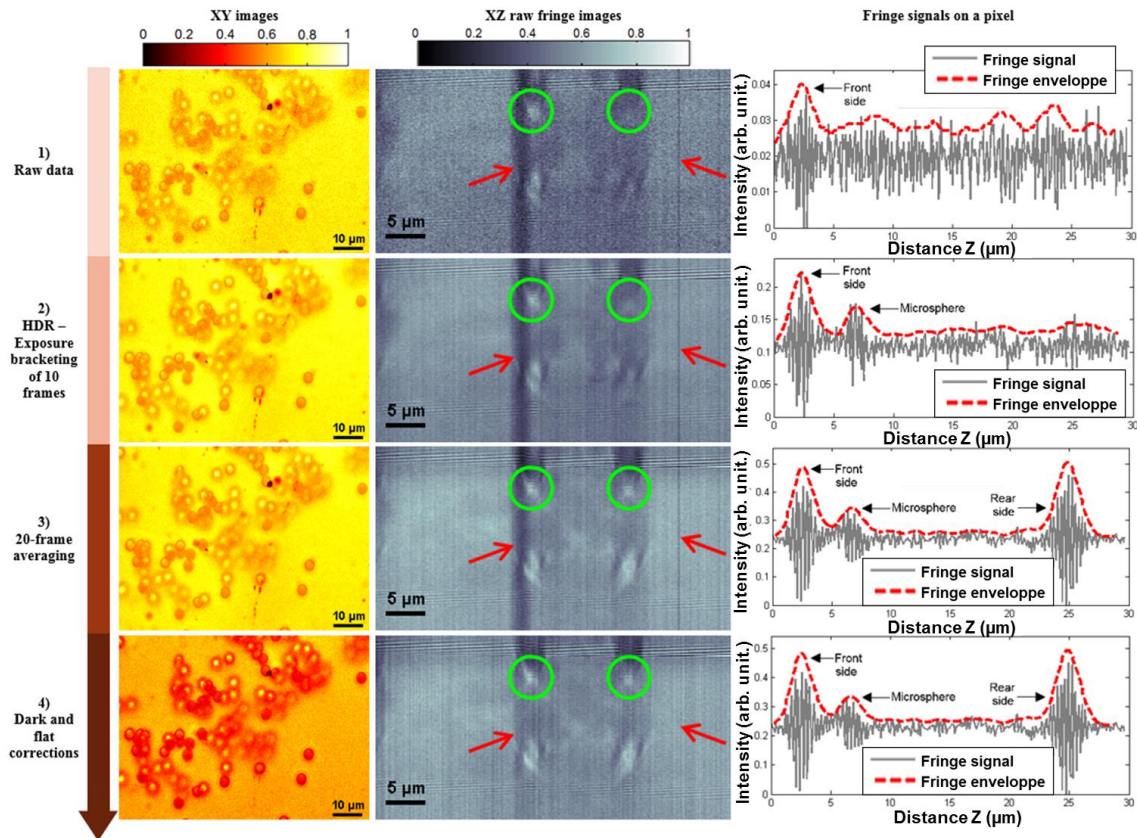 XY images
XZ raw fringe images
Fringe signals on a pixel
0 0.2 0.4 0.6 0.8 1
0 0.2 0.4 0.6 0.8 1
1)
Raw data
10 µm
5 µm
Intensity (arb. unit.)
0.04
0.03
0.02
0.01
0
0 5 10 15 20 25 30
Distance Z (µm)
Front
side
Fringe signal
Fringe enveloppe
2)
HDR –
Exposure
bracketing
of 10
frames
10 µm
5 µm
Intensity (arb. unit.)
0.2
0.15
0.1
0.05
0
0 5 10 15 20 25 30
Distance Z (µm)
Front
side
Microsphere
Fringe signal
Fringe enveloppe
3)
20-frame
averaging
10 µm
5 µm
Intensity (arb. unit.)
0.5
0.4
0.3
0.2
0.1
0
0 5 10 15 20 25 30
Distance Z (µm)
Front
side
Microsphere
Rear
side
Fringe signal
Fringe enveloppe
4)
Dark and
flat
corrections
10 µm
5 µm
Intensity (arb. unit.)
0.5
0.4
0.3
0.2
0.1
0
0 5 10 15 20 25 30
Distance Z (µm)
Front
side
Microsphere
Rear
side
Fringe signal
Fringe enveloppe